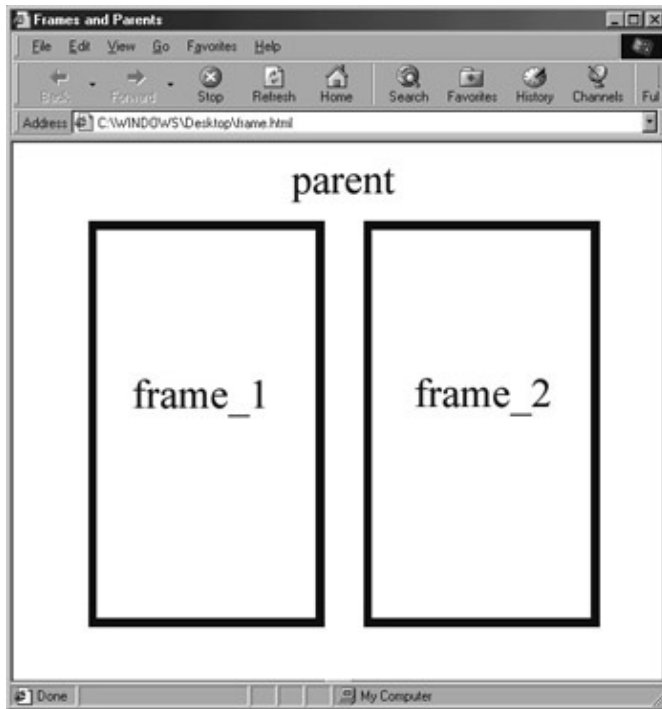 Frames and Parents
File Edit View Go Favorites Help
Back Forward Stop Refresh Home Search Favorites History Channels Ful
Address C:\WINDOWS\Desktop\frame.html
parent
frame_1 frame_2
Done My Computer